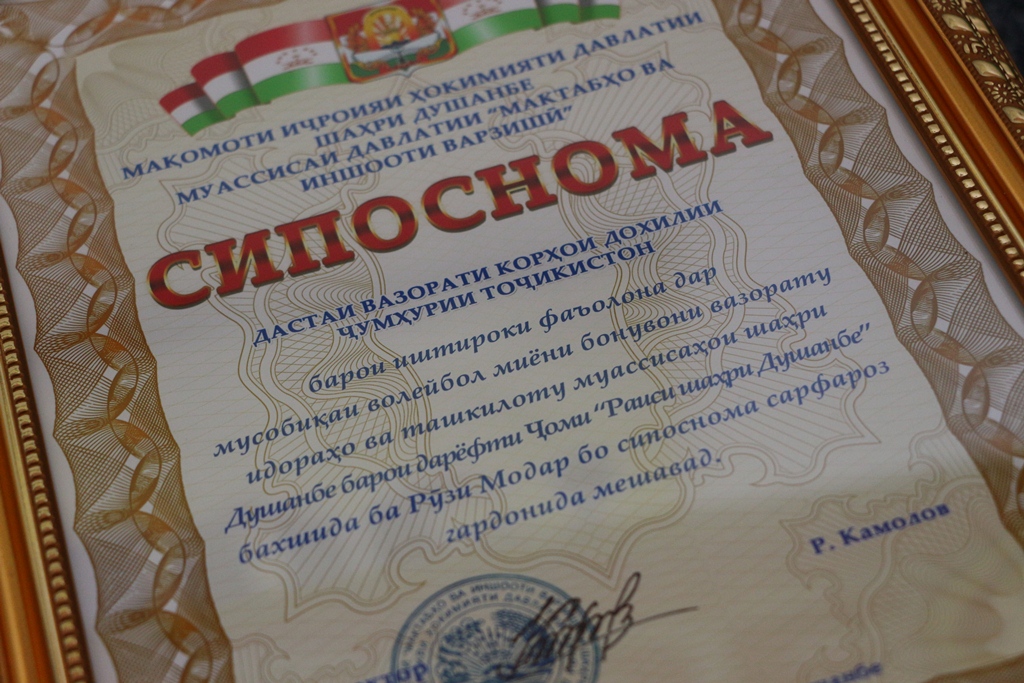 МАҚОМОТИ ИҶРОИЯИ ҲОКИМИЯТИ ДАВЛАТИИ
ШАҲРИ ДУШАНБЕ
МУАССИСАИ ДАВЛАТИИ "МАКТАБҲО ВА
ИНШООТИ ВАРЗИШӢ"
СИПОСНОМА
ДАСТАИ ВАЗОРАТИ КОРҲОИ ДОХИЛИИ
ҶУМҲУРИИ ТОҶИКИСТОН
барои иштироки фаъолона дар
мусобиқаи волейбол миёни бонувони вазорату
идораҳо ва ташкилоту муассисаҳои шаҳри
Душанбе барои дарёфти Ҷоми "Раиси шаҳри Душанбе"
бахшида ба Рӯзи Модар бо сипоснома сарфароз
гардонида мешавад.
Р. Камолов